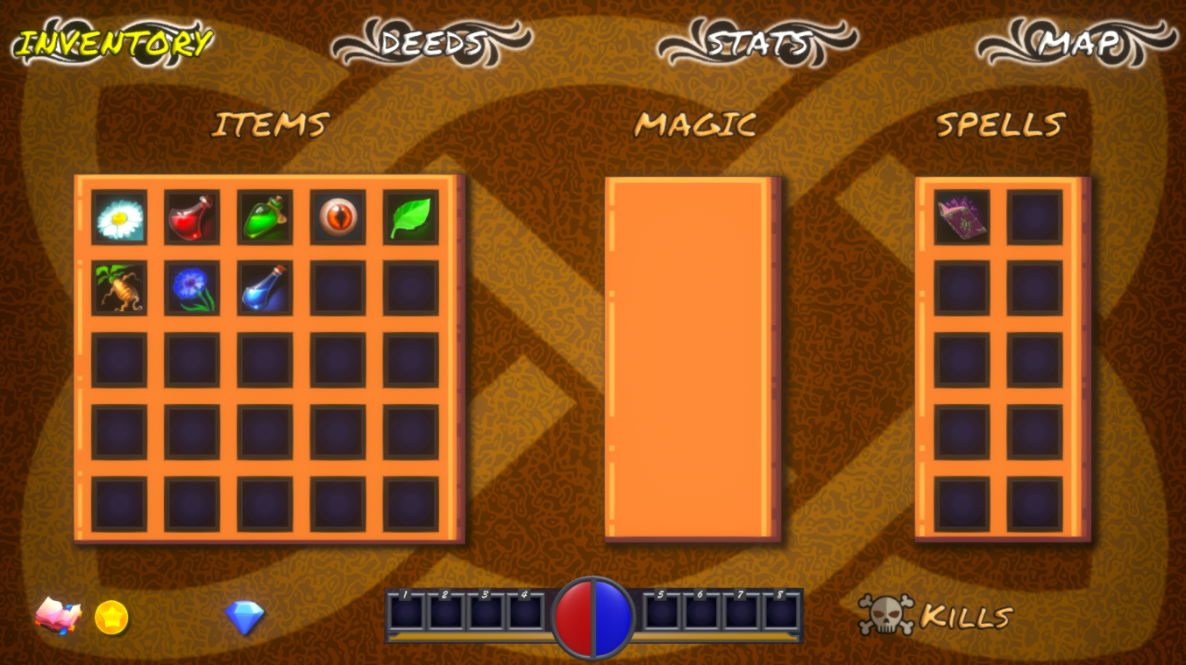 INVENTORY
DEEDS
STATS
MAP
ITEMS
MAGIC
SPELLS
1 2 3 4 5 6 7 8
KILLS